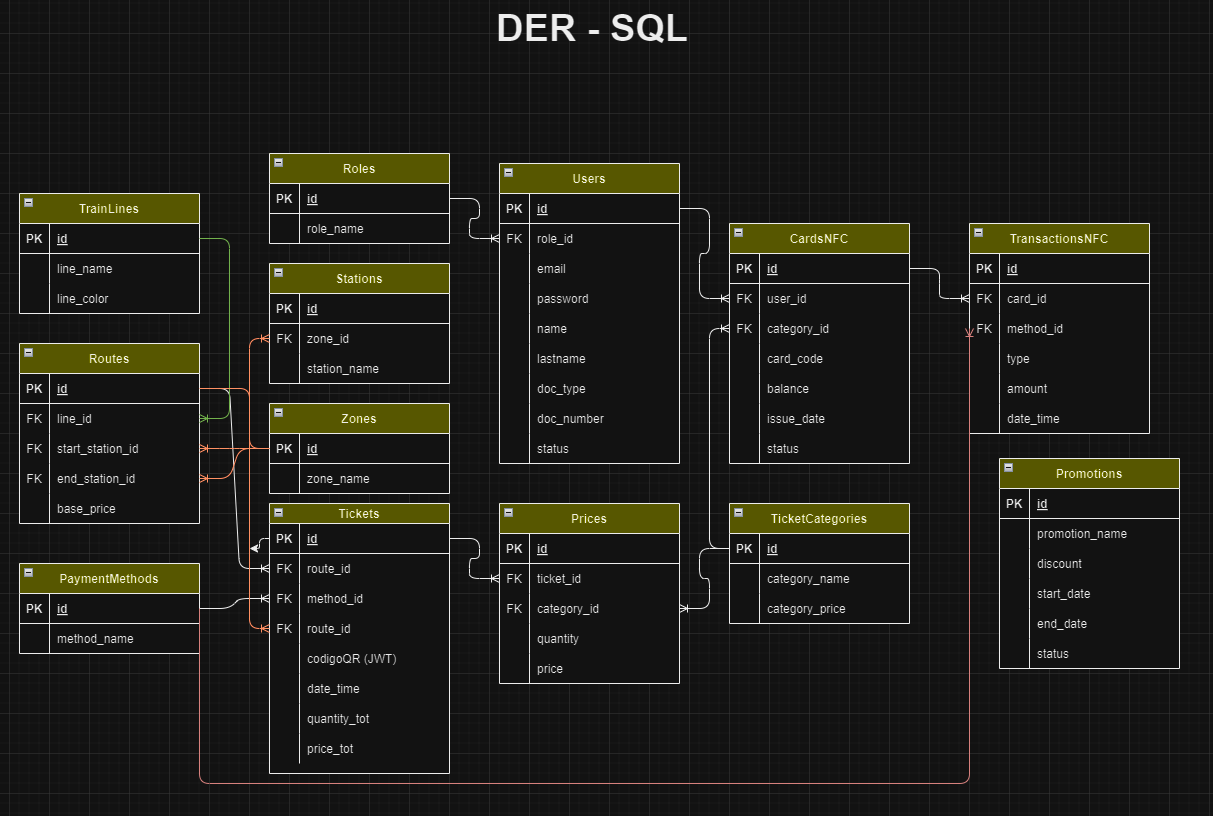 DER - SQL
TrainLines
PK id
line_name
line_color
Routes
PK id
FK line_id
FK start_station_id
FK end_station_id
base_price
PaymentMethods
PK id
method_name
Roles
PK id
role_name
Stations
PK id
FK zone_id
station_name
Zones
PK id
zone_name
Tickets
PK id
FK route_id
FK method_id
FK route_id
codigoQR (JWT)
date_time
quantity_tot
price_tot
Users
PK id
FK role_id
email
password
name
lastname
doc_type
doc_number
status
Prices
PK id
FK ticket_id
FK category_id
quantity
price
CardsNFC
PK id
FK user_id
FK category_id
card_code
balance
issue_date
status
TicketCategories
PK id
category_name
category_price
TransactionsNFC
PK id
FK card_id
FK method_id
type
amount
date_time
Promotions
PK id
promotion_name
discount
start_date
end_date
status